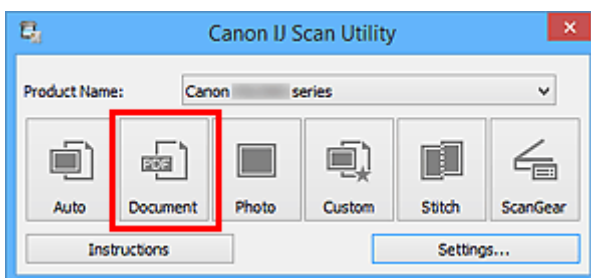 Canon IJ Scan Utility
Product Name: Canon series
PDF
Auto Document Photo Custom Stitch ScanGear
Instructions Settings...